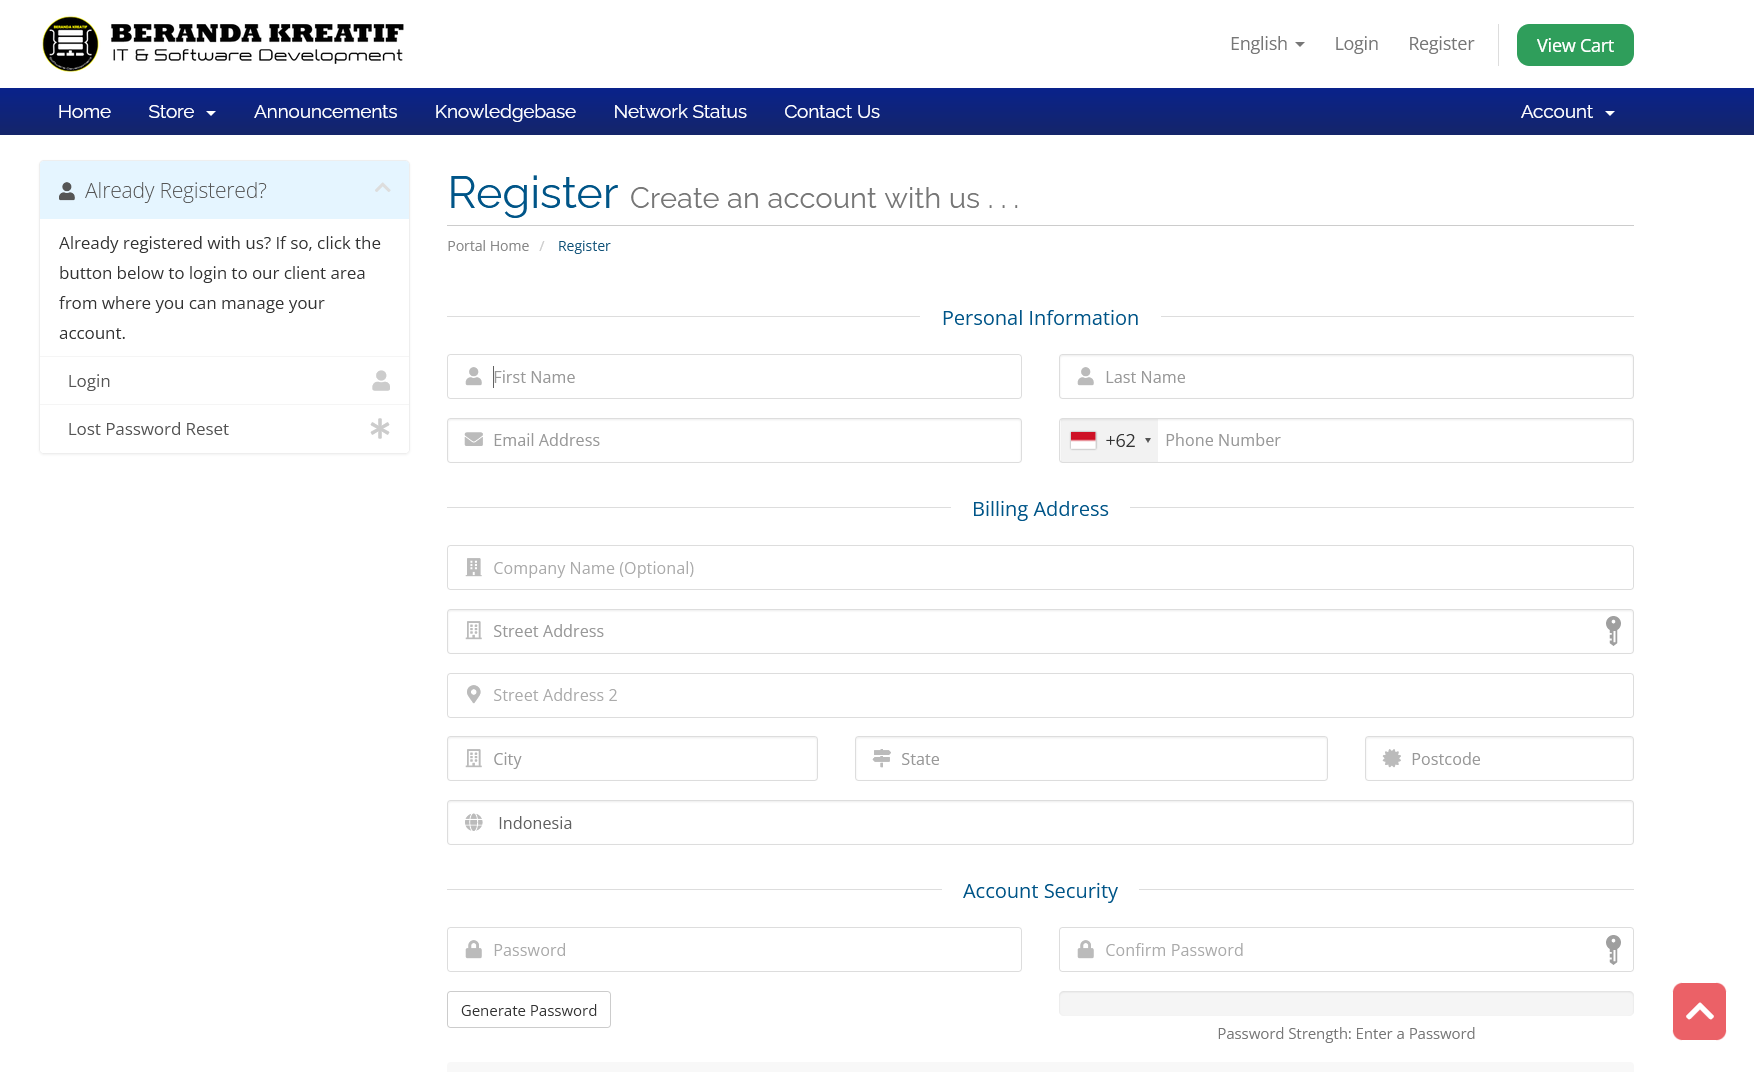 BERANDA KREATIF
IT & Software Development
English
Login
Register
View Cart
Home
Store
Announcements
Knowledgebase
Network Status
Contact Us
Account
Already Registered?
Already registered with us? If so, click the
button below to login to our client area
from where you can manage your
account.
Login
Lost Password Reset
Register Create an account with us . . .
Portal Home / Register
Personal Information
First Name
Last Name
Email Address
+62
Phone Number
Billing Address
Company Name (Optional)
Street Address
Street Address 2
City
State
Postcode
Indonesia
Account Security
Password
Confirm Password
Generate Password
Password Strength: Enter a Password